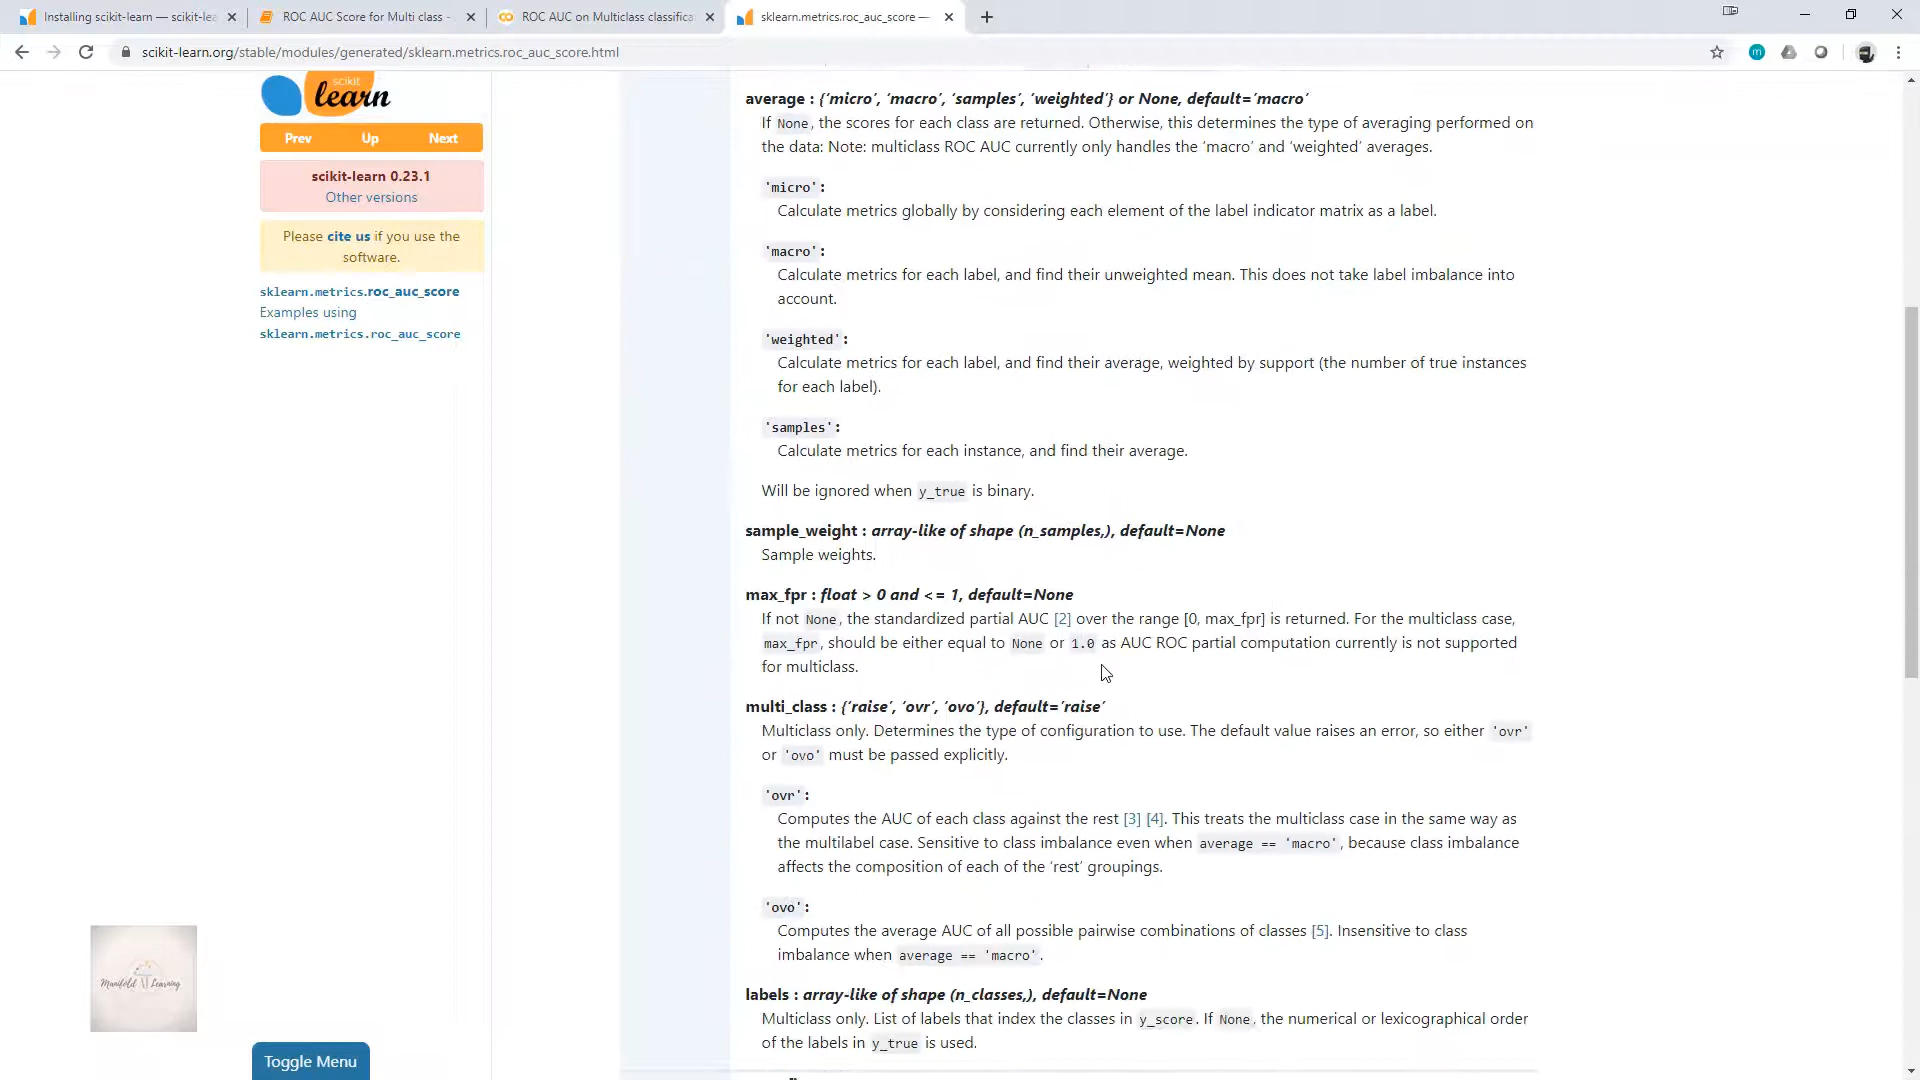 Installing scikit-learn — scikit-le
ROC AUC Score for Multi class -
ROC AUC on Multiclass classifica
sklearn.metrics.roc_auc_score —
scikit-learn.org/stable/modules/generated/sklearn.metrics.roc_auc_score.html
m
scikit
learn
Prev Up Next
scikit-learn 0.23.1
Other versions
Please cite us if you use the
software.
sklearn.metrics.roc_auc_score
Examples using
sklearn.metrics.roc_auc_score
average : {'micro', 'macro', 'samples', 'weighted'} or None, default='macro'
If None, the scores for each class are returned. Otherwise, this determines the type of averaging performed on
the data: Note: multiclass ROC AUC currently only handles the ‘macro’ and ‘weighted’ averages.
'micro':
Calculate metrics globally by considering each element of the label indicator matrix as a label.
'macro':
Calculate metrics for each label, and find their unweighted mean. This does not take label imbalance into
account.
'weighted':
Calculate metrics for each label, and find their average, weighted by support (the number of true instances
for each label).
'samples':
Calculate metrics for each instance, and find their average.
Will be ignored when y_true is binary.
sample_weight : array-like of shape (n_samples,), default=None
Sample weights.
max_fpr : float > 0 and <= 1, default=None
If not None, the standardized partial AUC [2] over the range [0, max_fpr] is returned. For the multiclass case,
max_fpr, should be either equal to None or 1.0 as AUC ROC partial computation currently is not supported
for multiclass.
multi_class : {'raise', 'ovr', 'ovo'}, default='raise'
Multiclass only. Determines the type of configuration to use. The default value raises an error, so either 'ovr'
or 'ovo' must be passed explicitly.
'ovr':
Computes the AUC of each class against the rest [3] [4]. This treats the multiclass case in the same way as
the multilabel case. Sensitive to class imbalance even when average == 'macro', because class imbalance
affects the composition of each of the ‘rest’ groupings.
'ovo':
Computes the average AUC of all possible pairwise combinations of classes [5]. Insensitive to class
imbalance when average == 'macro'.
labels : array-like of shape (n_classes,), default=None
Multiclass only. List of labels that index the classes in y_score. If None, the numerical or lexicographical order
of the labels in y_true is used.
Manifold Learning
Toggle Menu